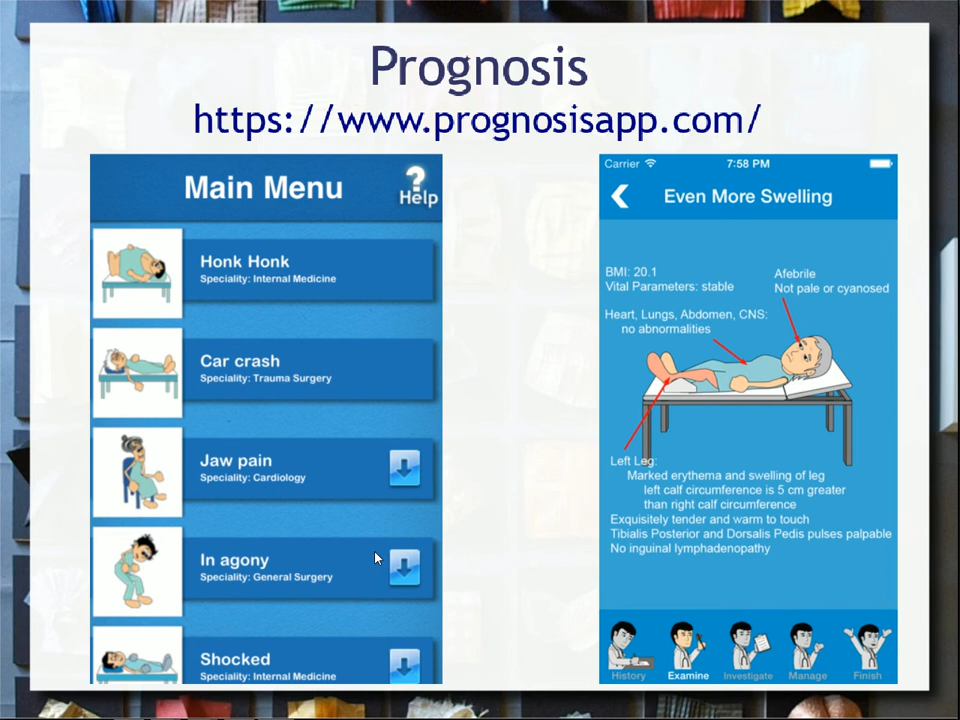 Prognosis
https://www.prognosisapp.com/
Main Menu
?
Help
Honk Honk
Speciality: Internal Medicine
Car crash
Speciality: Trauma Surgery
Jaw pain
Speciality: Cardiology
In agony
Speciality: General Surgery
Shocked
Speciality: Internal Medicine
Carrier 7:58 PM
Even More Swelling
BMI: 20.1
Vital Parameters: stable
Afebrile
Not pale or cyanosed
Heart, Lungs, Abdomen, CNS:
no abnormalities
Left Leg:
Marked erythema and swelling of leg
left calf circumference is 5 cm greater
than right calf circumference
Exquisitely tender and warm to touch
Tibialis Posterior and Dorsalis Pedis pulses palpable
No inguinal lymphadenopathy
History Examine Investigate Manage Finish